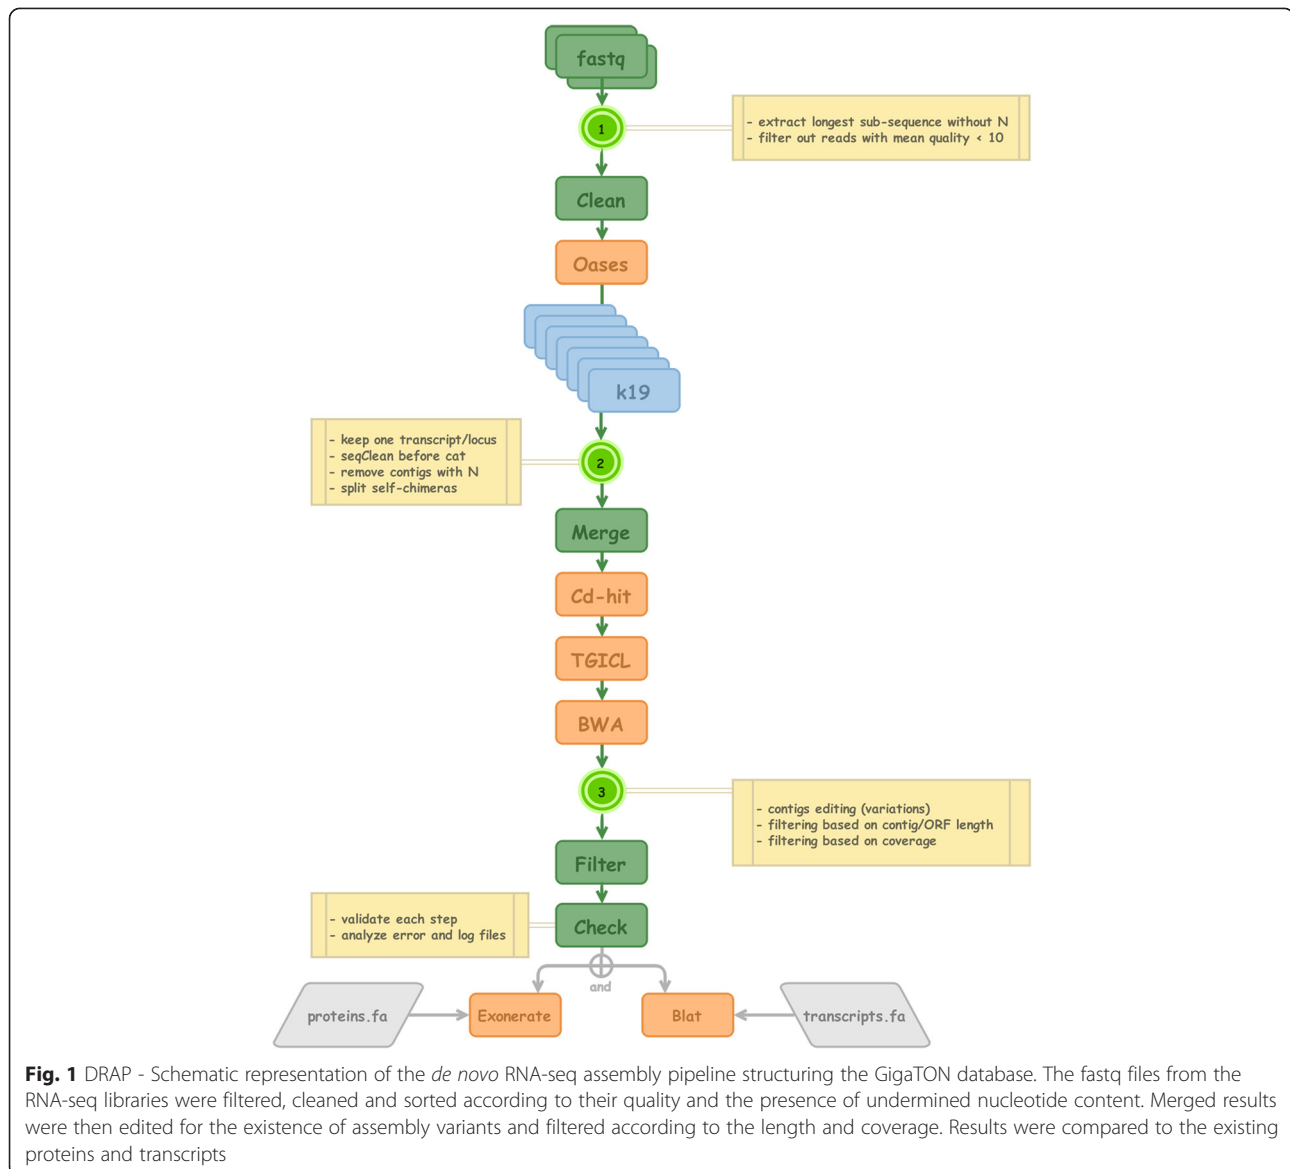 fastq
1
- extract longest sub-sequence without N
- filter out reads with mean quality < 10
Clean
Oases
k19
- keep one transcript/locus
- seqClean before cat
- remove contigs with N
- split self-chimeras
2
Merge
Cd-hit
TGICL
BWA
3
- contigs editing (variations)
- filtering based on contig/ORF length
- filtering based on coverage
Filter
- validate each step
- analyze error and log files
Check
and
proteins.fa
Exonerate
Blat
transcripts.fa
Fig. 1 DRAP - Schematic representation of the de novo RNA-seq assembly pipeline structuring the GigaTON database. The fastq files from the
RNA-seq libraries were filtered, cleaned and sorted according to their quality and the presence of undermined nucleotide content. Merged results
were then edited for the existence of assembly variants and filtered according to the length and coverage. Results were compared to the existing
proteins and transcripts